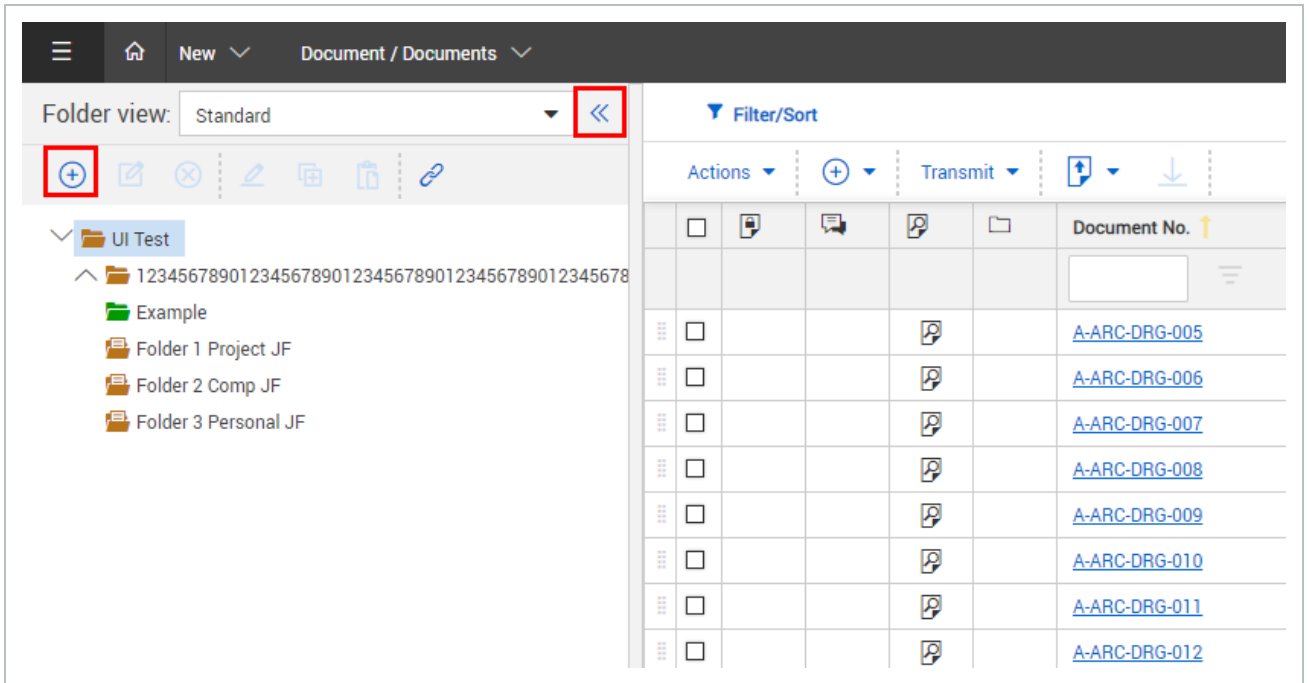 New Document / Documents
Folder view: Standard
Filter/Sort
Actions Transmit
UI Test
123456789012345678901234567890123456789012345678
Example
Folder 1 Project JF
Folder 2 Comp JF
Folder 3 Personal JF
Document No.
A-ARC-DRG-005
A-ARC-DRG-006
A-ARC-DRG-007
A-ARC-DRG-008
A-ARC-DRG-009
A-ARC-DRG-010
A-ARC-DRG-011
A-ARC-DRG-012